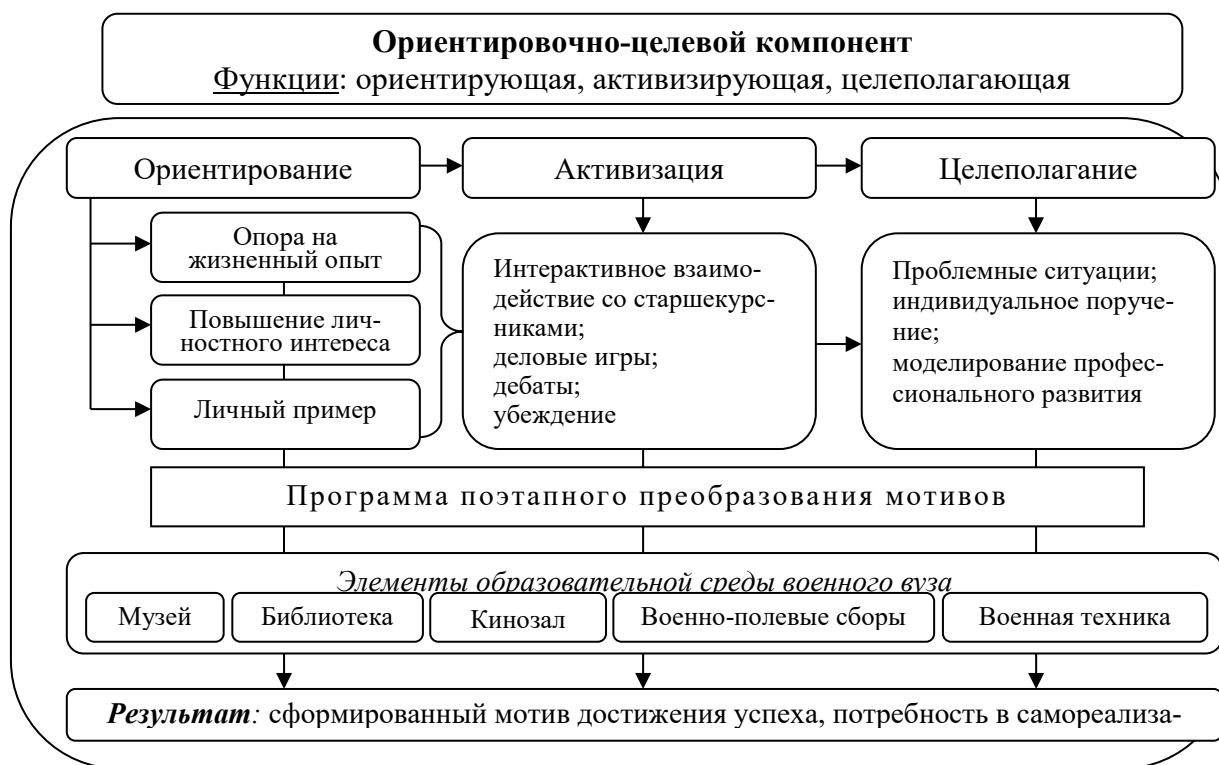 Ориентировочно-целевой компонент
Функции: ориентирующая, активизирующая, целеполагающая
Ориентирование
Активизация
Целеполагание
Опора на
жизненный опыт
Повышение лич-
ностного интереса
Личный пример
Интерактивное взаимо-
действие со старшекурс-
никами;
деловые игры;
дебаты;
убеждение
Проблемные ситуации;
индивидуальное поруче-
ние;
моделирование профес-
сионального развития
Программа поэтапного преобразования мотивов
Элементы образовательной среды военного вуза
Музей
Библиотека
Кинозал
Военно-полевые сборы
Военная техника
Результат: сформированный мотив достижения успеха, потребность в самореализа-